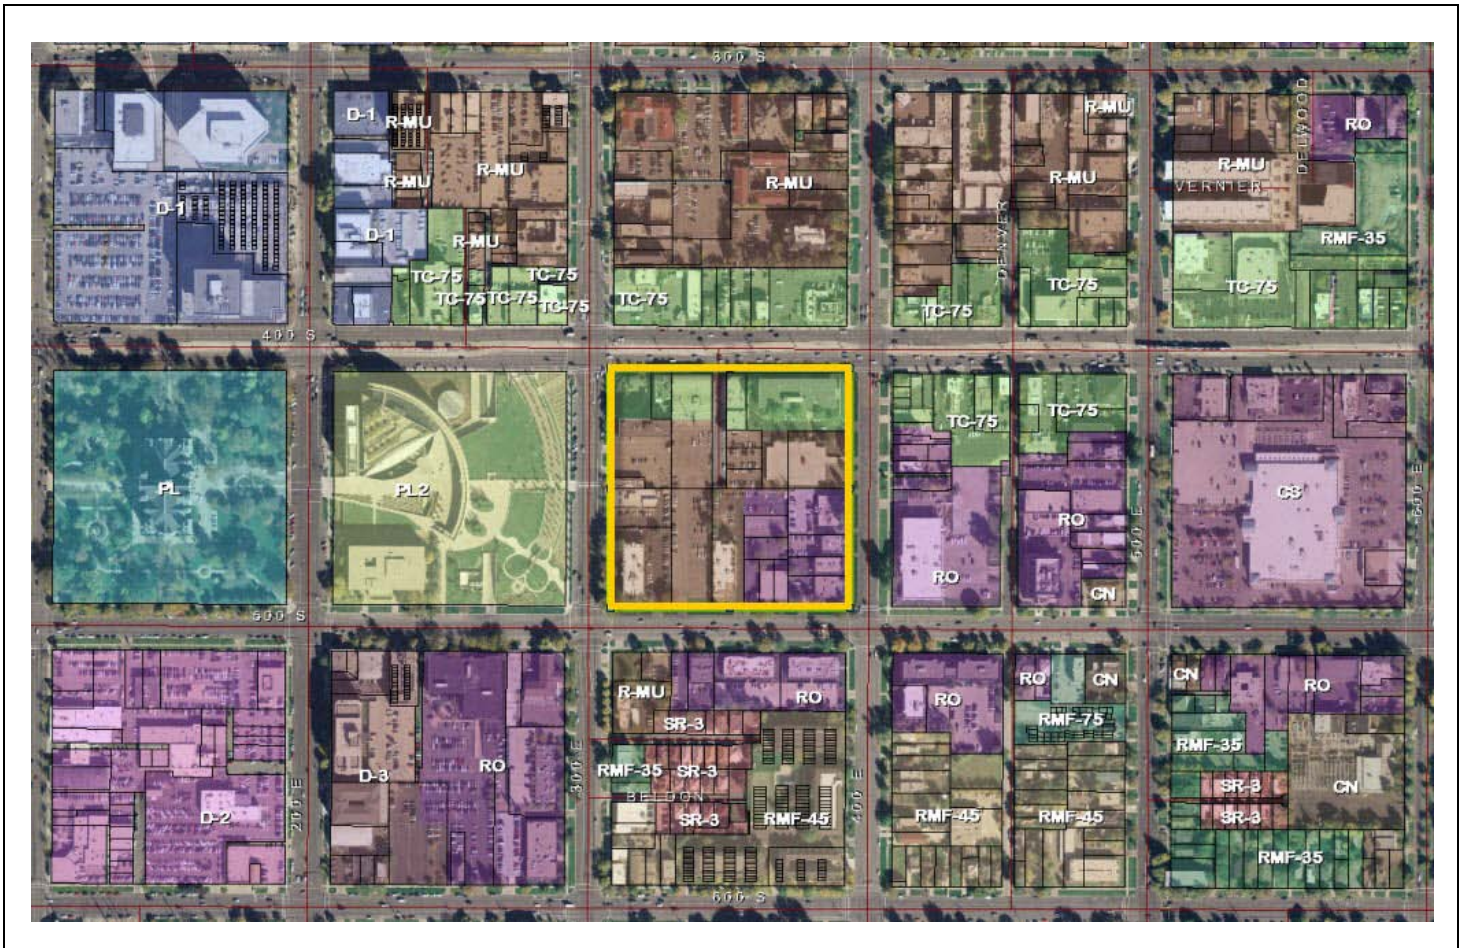 300 S
DELWOOD
D-1
R-MU
R-MU
RO
R-MU
R-MU
R-MU
R-MU
R-MU
VERNIER
D-1
D-1
R-MU
DENVER
RMF-35
TC-75
TC-75
TC-75
TC-75
TC-75
TC-75
TC-75
TC-75
TC-75
400 S
TC-75
TC-75
PL
PL2
CS
600 E
RO
500 E
RO
CN
500 S
R-MU
RO
RO
RO
CN
CN
RO
SR-3
RMF-75
RMF-35
D-3
RO
300 E
RMF-35
SR-3
BELDON
SR-3
RMF-45
400 E
RMF-45
RMF-45
SR-3
SR-3
CN
200 E
D-2
RMF-35
600 S